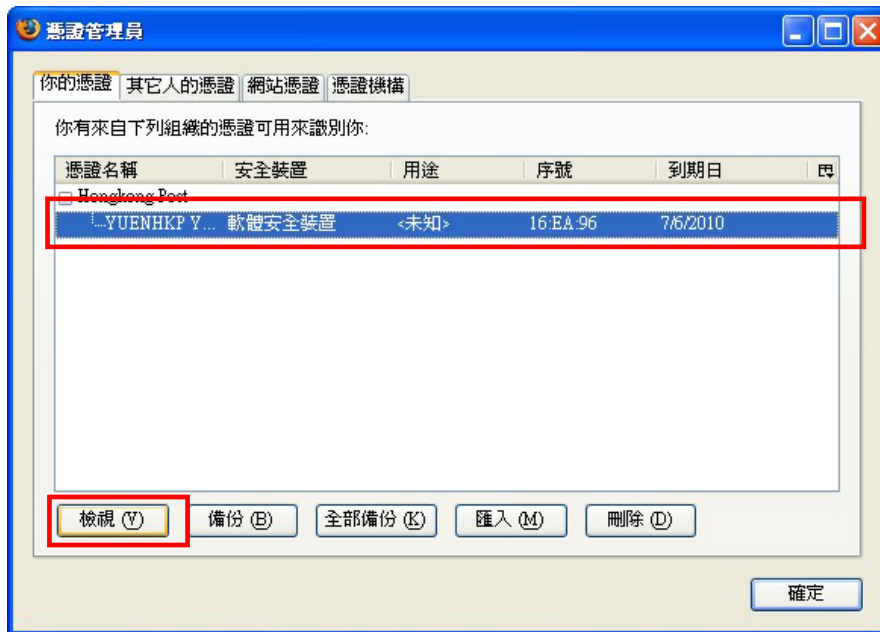 憑證管理員
你的憑證 其它人的憑證 網站憑證 憑證機構
你有來自下列組織的憑證可用來識別你:
憑證名稱 安全裝置 用途 序號 到期日
Hongkong Post
YUENHKP Y... 軟體安全裝置 <未知> 16:EA:96 7/6/2010
檢視 (V) 備份 (B) 全部備份 (K) 匯入 (M) 刪除 (D)
確定